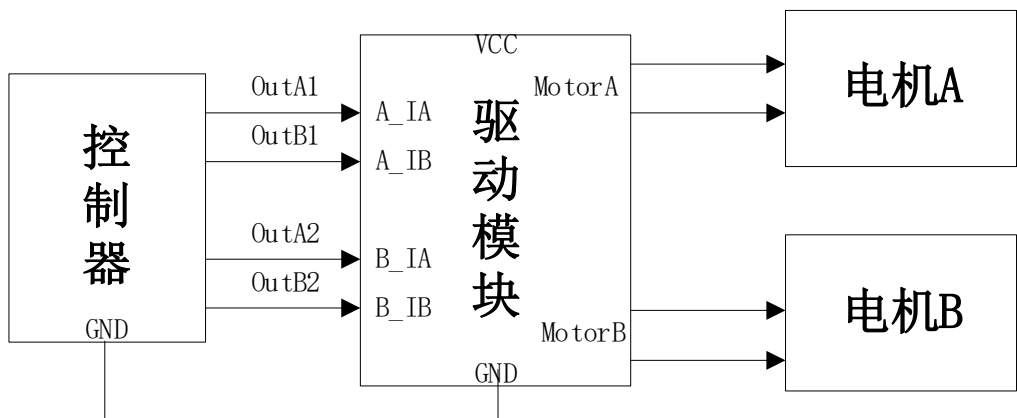 控制器
GND
OutA1
OutB1
OutA2
OutB2
VCC
A_IA
A_IB
B_IA
B_IB
驱动模块
MotorA
MotorB
GND
电机A
电机B